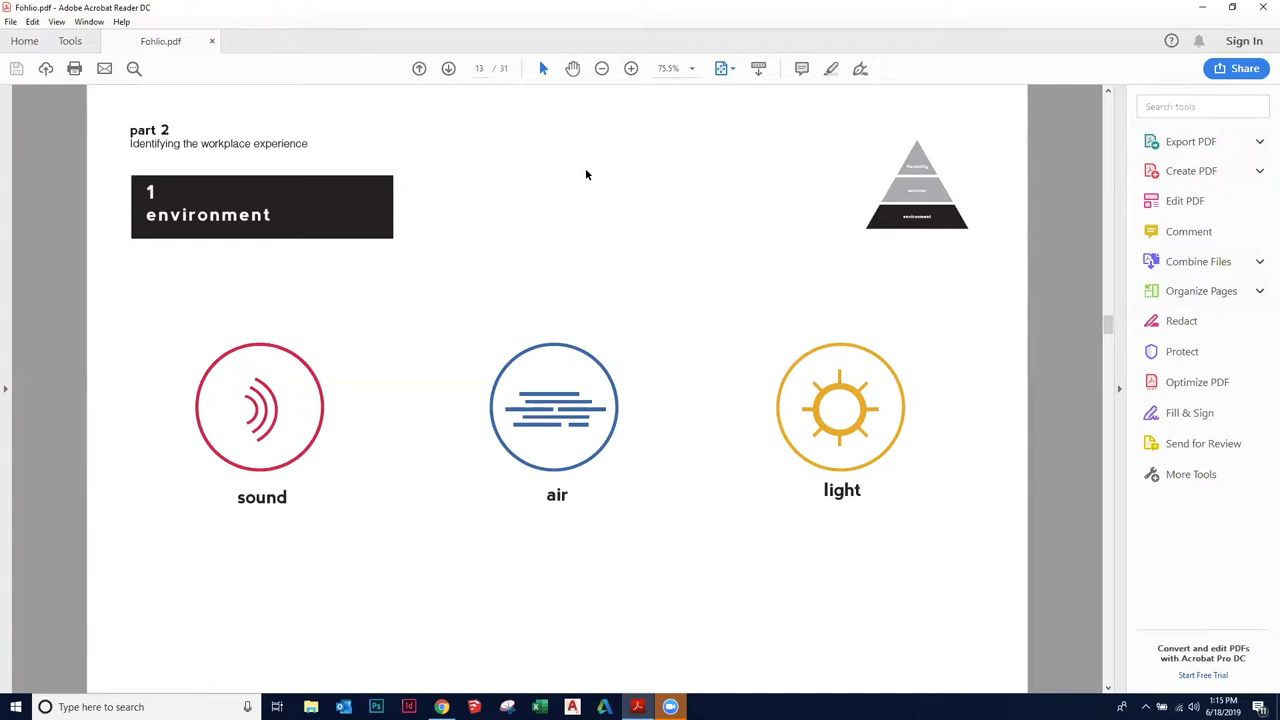 Fohlio.pdf - Adobe Acrobat Reader DC
File Edit View Window Help
Home Tools Fohlio.pdf × Sign In
13 / 31 75.5% Share
part 2
Identifying the workplace experience
1
environment
flexibility
services
environment
sound
air
light
Search tools
Export PDF
Create PDF
Edit PDF
Comment
Combine Files
Organize Pages
Redact
Protect
Optimize PDF
Fill & Sign
Send for Review
More Tools
Convert and edit PDFs
with Acrobat Pro DC
Start Free Trial
Type here to search
1:15 PM
6/18/2019